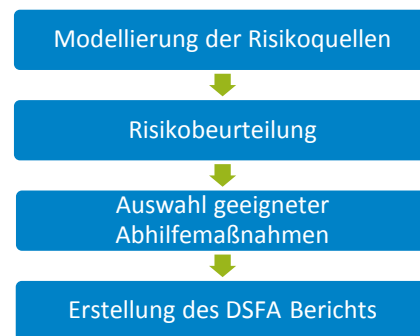 Modellierung der Risikoquellen
Risikobeurteilung
Auswahl geeigneter
Abhilfemaßnahmen
Erstellung des DSFA Berichts